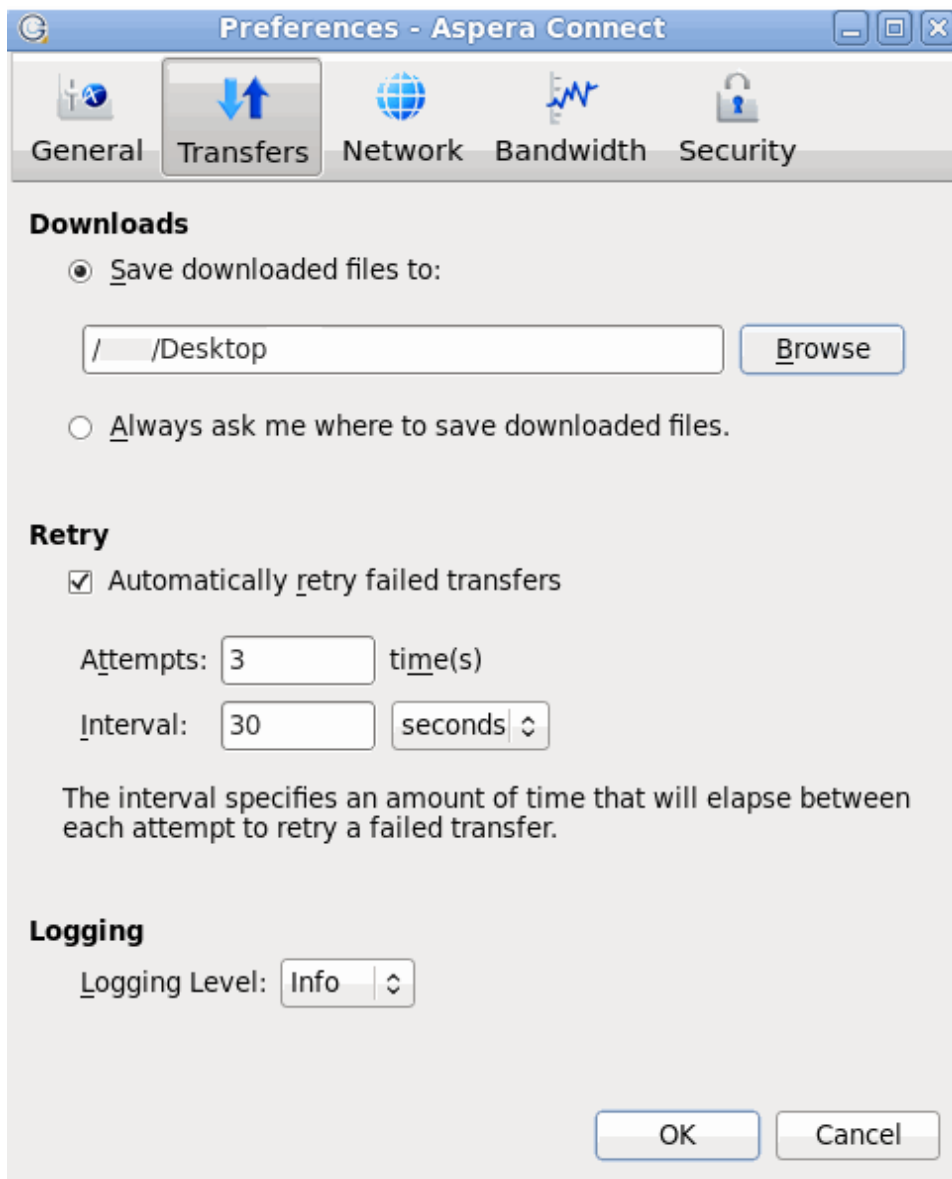 Preferences - Aspera Connect
General Transfers Network Bandwidth Security
Downloads
Save downloaded files to:
/ /Desktop Browse
Always ask me where to save downloaded files.
Retry
Automatically retry failed transfers
Attempts: 3 time(s)
Interval: 30 seconds
The interval specifies an amount of time that will elapse between
each attempt to retry a failed transfer.
Logging
Logging Level: Info
OK Cancel